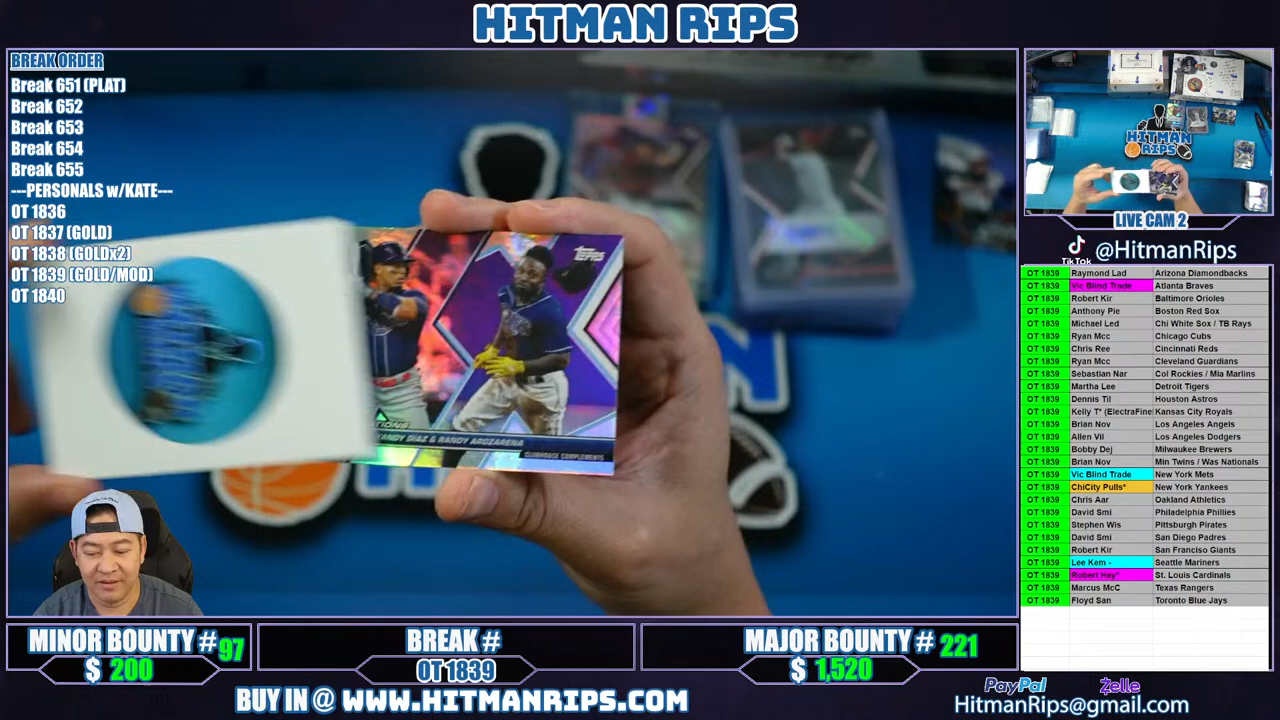 HITMAN RIPS
BREAK ORDER
Break 651 (PLAT)
Break 652
Break 653
Break 654
Break 655
---PERSONALS w/KATE---
OT 1836
OT 1837 (GOLD)
OT 1838 (GOLDx2)
OT 1839 (GOLD/MOD)
OT 1840
TOPPS
YANDY DIAZ & RANDY AROZARENA
CLUBHOUSE COMPLEMENTS
HITMAN
RIPS
LIVE CAM 2
TikTok
@HitmanRips
OT 1839 Raymond Lad Arizona Diamondbacks
OT 1839 Vic Blind Trade Atlanta Braves
OT 1839 Robert Kir Baltimore Orioles
OT 1839 Anthony Pie Boston Red Sox
OT 1839 Michael Led Chi White Sox / TB Rays
OT 1839 Ryan Mcc Chicago Cubs
OT 1839 Chris Ree Cincinnati Reds
OT 1839 Ryan Mcc Cleveland Guardians
OT 1839 Sebastian Nar Col Rockies / Mia Marlins
OT 1839 Martha Lee Detroit Tigers
OT 1839 Dennis Til Houston Astros
OT 1839 Kelly T* (ElectraFine Kansas City Royals
OT 1839 Brian Nov Los Angeles Angels
OT 1839 Allen Vil Los Angeles Dodgers
OT 1839 Bobby Dej Milwaukee Brewers
OT 1839 Brian Nov Min Twins / Was Nationals
OT 1839 Vic Blind Trade New York Mets
OT 1839 ChiCity Pulls* New York Yankees
OT 1839 Chris Aar Oakland Athletics
OT 1839 David Smi Philadelphia Phillies
OT 1839 Stephen Wis Pittsburgh Pirates
OT 1839 David Smi San Diego Padres
OT 1839 Robert Kir San Franciso Giants
OT 1839 Lee Kem - Seattle Mariners
OT 1839 Robert Hay* St. Louis Cardinals
OT 1839 Marcus McC Texas Rangers
OT 1839 Floyd San Toronto Blue Jays
MINOR BOUNTY # 97
$ 200
BREAK #
OT 1839
MAJOR BOUNTY # 221
$ 1,520
BUY IN @ WWW.HITMANRIPS.COM
PayPal Zelle
HitmanRips@gmail.com